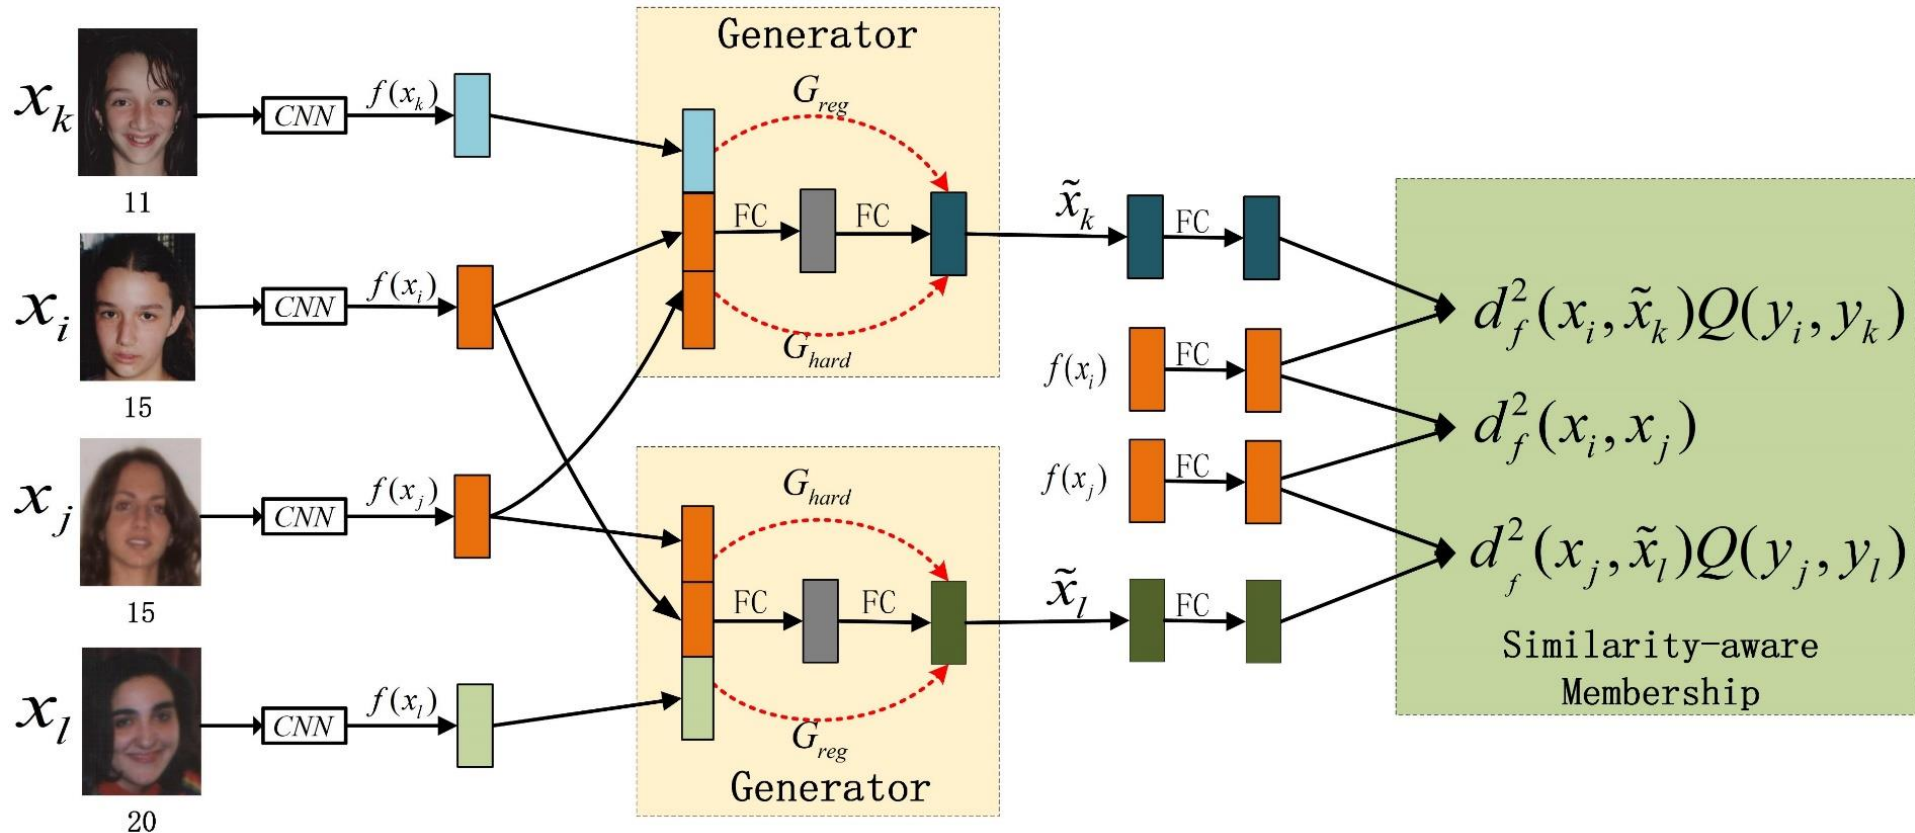 Generator
x_k
CNN
f(x_k)
G_reg
11
FC
FC
x̃_k
FC
x_i
CNN
f(x_i)
G_hard
15
f(x_i)
FC
d_f^2(x_i, x̃_k)Q(y_i, y_k)
d_f^2(x_i, x_j)
x_j
CNN
f(x_j)
G_hard
15
f(x_j)
FC
d_f^2(x_j, x̃_l)Q(y_j, y_l)
FC
FC
x̃_l
FC
x_l
CNN
f(x_l)
G_reg
20
Generator
Similarity-aware
Membership